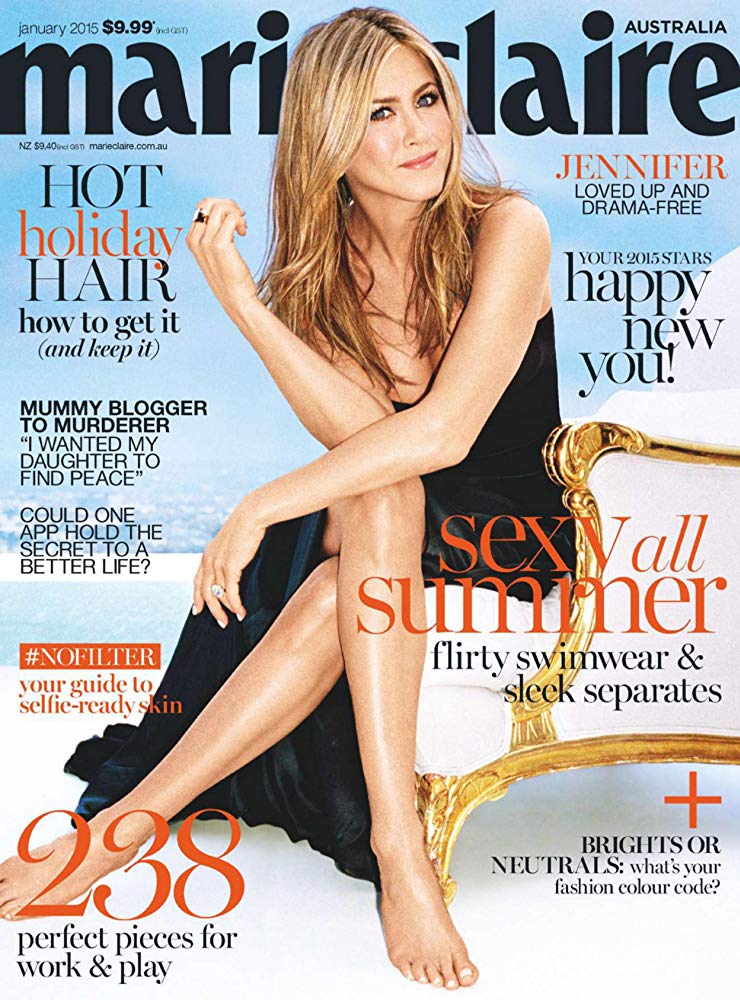 january 2015 $9.99* (incl GST)
AUSTRALIA
marie claire
NZ $9.40(incl GST) marieclaire.com.au
HOT
holiday
HAIR
how to get it
(and keep it)
MUMMY BLOGGER
TO MURDERER
“I WANTED MY
DAUGHTER TO
FIND PEACE”
COULD ONE
APP HOLD THE
SECRET TO A
BETTER LIFE?
#NOFILTER
your guide to
selfie-ready skin
238
perfect pieces for
work & play
JENNIFER
LOVED UP AND
DRAMA-FREE
YOUR 2015 STARS
happy
new
you!
sexy all
summer
flirty swimwear &
sleek separates
+
BRIGHTS OR
NEUTRALS: what's your
fashion colour code?